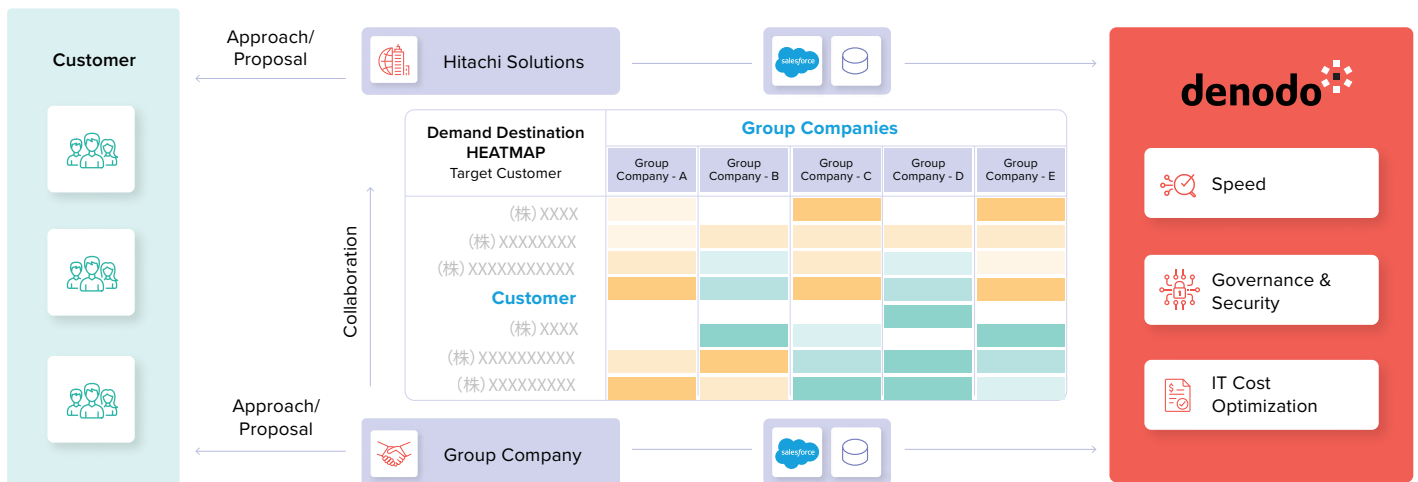 Customer
Approach/
Proposal
Hitachi Solutions
salesforce
denodo
Demand Destination
HEATMAP
Target Customer
Group Companies
Group
Company - A
Group
Company - B
Group
Company - C
Group
Company - D
Group
Company - E
(株)XXXX
(株)XXXXXXXX
(株)XXXXXXXXXXX
Customer
(株)XXXX
(株)XXXXXXXXXX
(株)XXXXXXXXX
Collaboration
Speed
Governance &
Security
IT Cost
Optimization
Approach/
Proposal
Group Company
salesforce